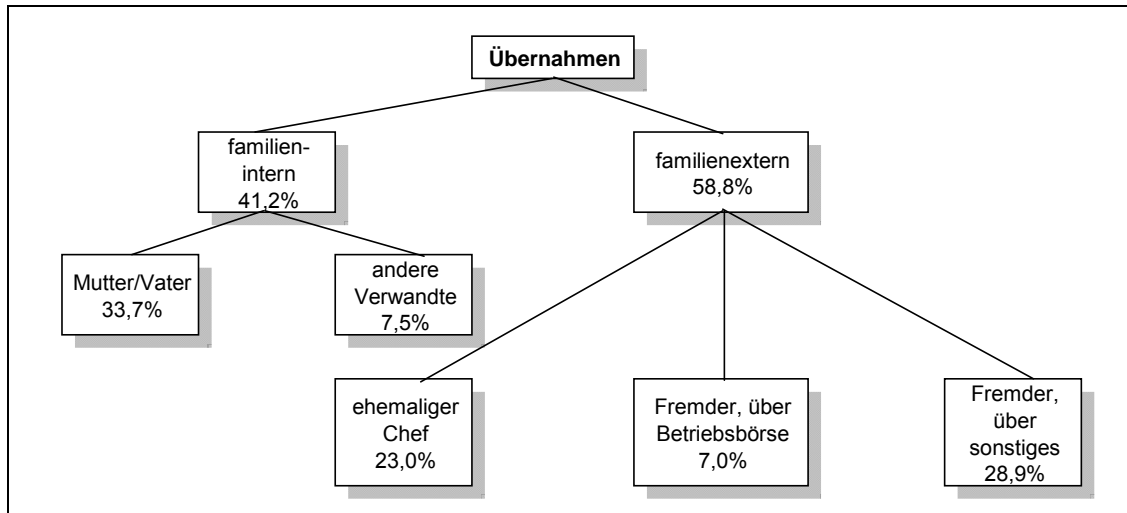 Übernahmen
familien-
intern
41,2%
familienextern
58,8%
Mutter/Vater
33,7%
andere
Verwandte
7,5%
ehemaliger
Chef
23,0%
Fremder, über
Betriebsbörse
7,0%
Fremder,
über
sonstiges
28,9%